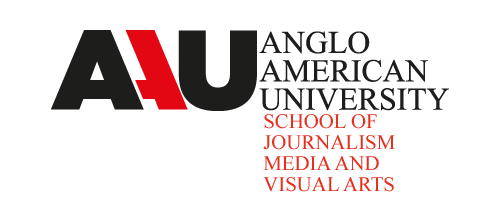 AAU
ANGLO
AMERICAN
UNIVERSITY
SCHOOL OF
JOURNALISM
MEDIA AND
VISUAL ARTS